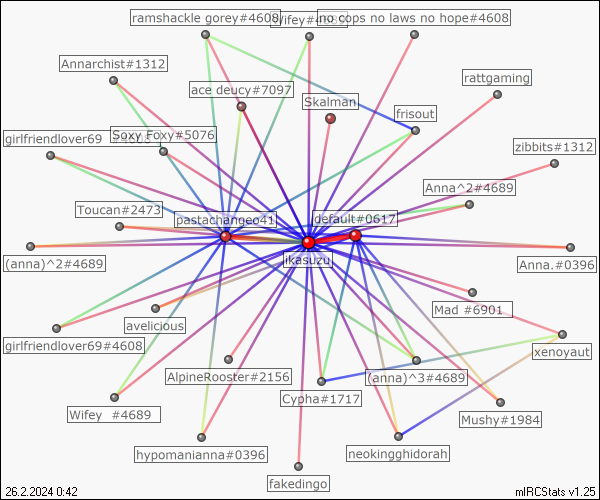 ramshackle gorey#4608
Wifey#4689
no cops no laws no hope#4608
Annarchist#1312
rattgaming
ace deucy#7097
Skalman
frisout
girlfriendlover69
Soxy Foxy#5076
zibbits#1312
Anna^2#4689
Toucan#2473
pastachangeo41
default#0617
(anna)^2#4689
ikasuzu
Anna.#0396
avelicious
Mad #6901
girlfriendlover69#4608
xenoyaut
AlpineRooster#2156
(anna)^3#4689
Cypha#1717
Wifey #4689
Mushy#1984
hypomanianna#0396
neokingghidorah
fakedingo
26.2.2024 0:42
mIRCStats v1.25